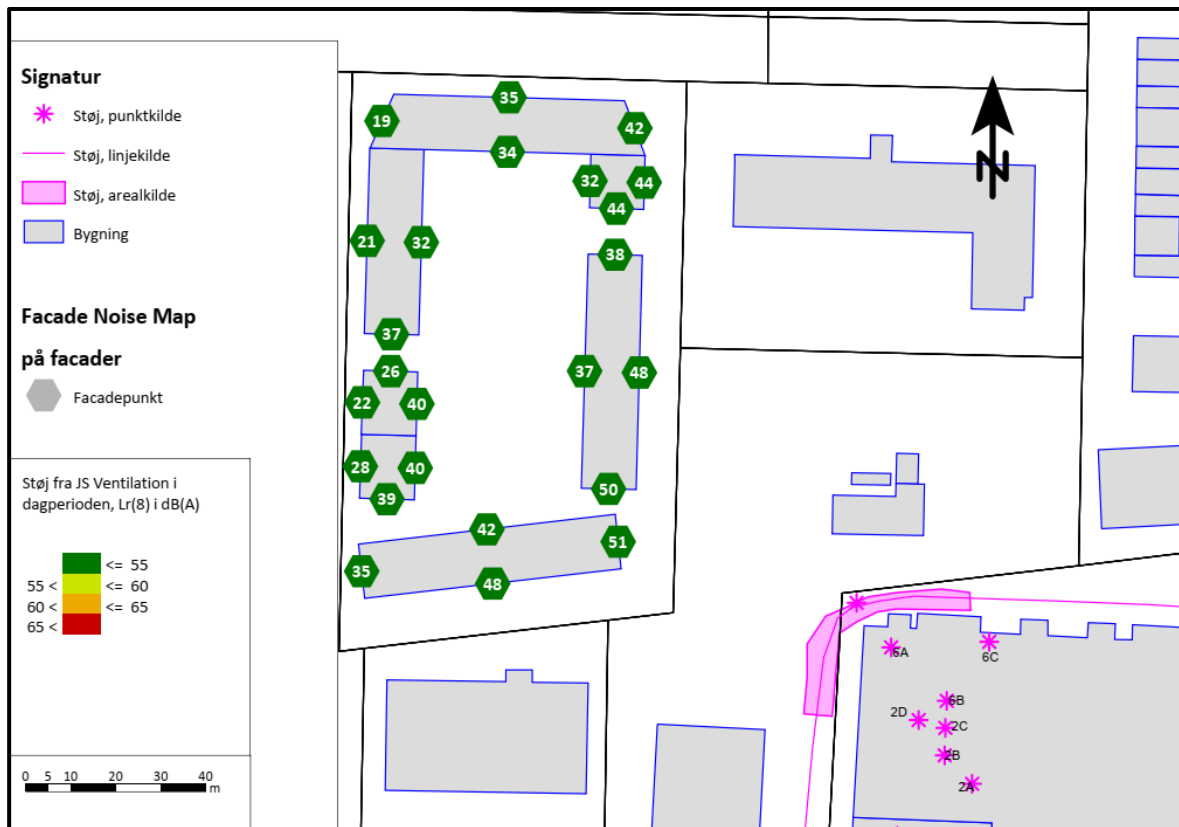 Signatur
Støj, punktkilde
Støj, linjekilde
Støj, arealkilde
Bygning
Facade Noise Map
på facader
Facadepunkt
Støj fra JS Ventilation i
dagperioden, Lr(8) i dB(A)
<= 55
55 < <= 60
60 < <= 65
65 <
0 5 10 20 30 40
m
35
19
42
34
32
44
44
21
32
38
37
26
37
48
22
40
28
40
39
50
42
51
35
48
N
6A
6C
6B
2D
2C
2B
2A